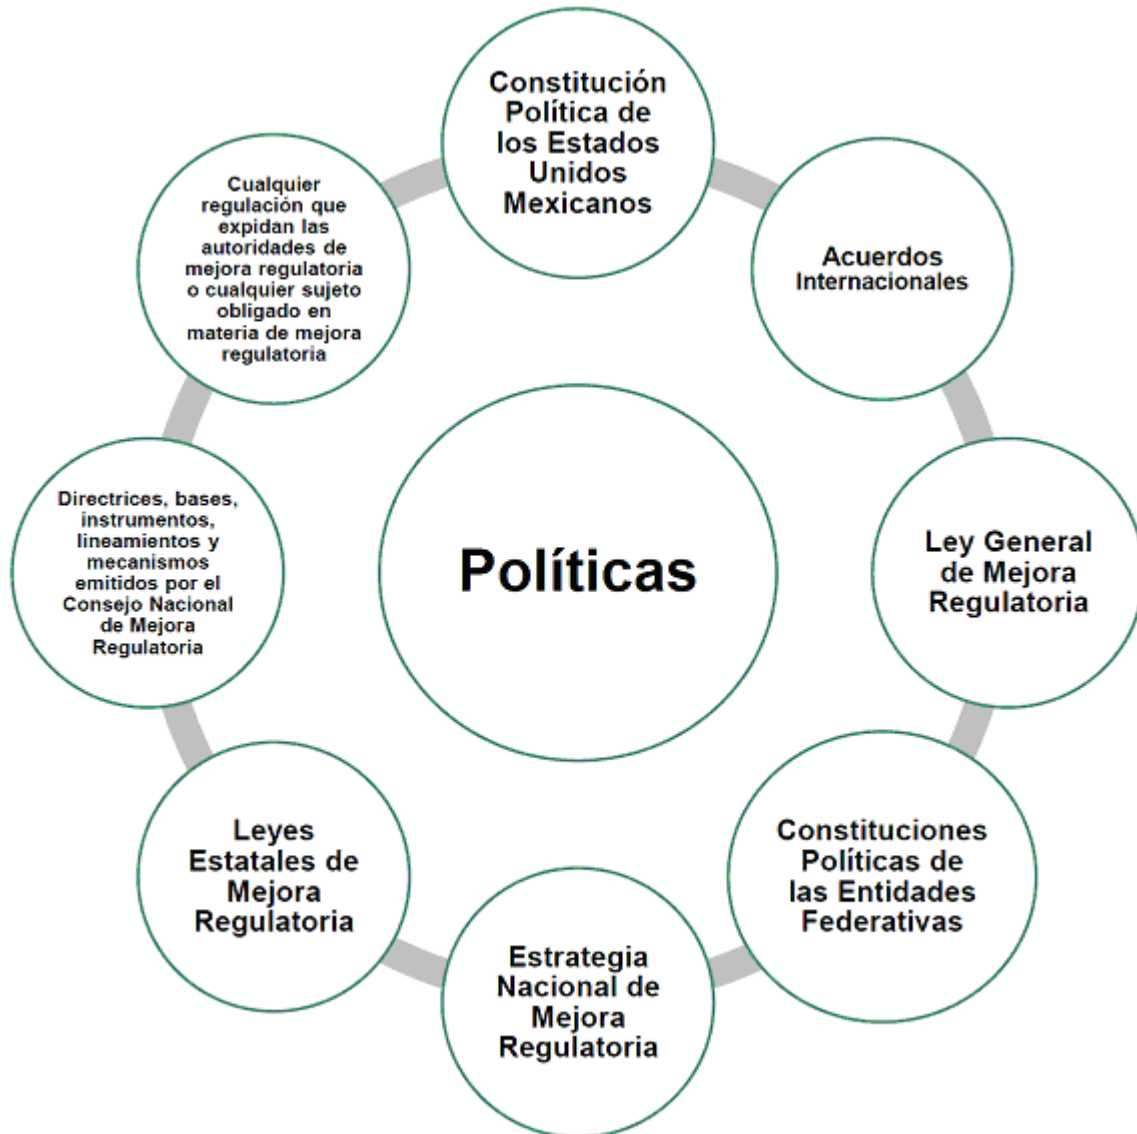 Constitución
Política de
los Estados
Unidos
Mexicanos
Acuerdos
Internacionales
Ley General
de Mejora
Regulatoria
Constituciones
Políticas de
las Entidades
Federativas
Estrategia
Nacional de
Mejora
Regulatoria
Leyes
Estatales de
Mejora
Regulatoria
Directrices, bases,
instrumentos,
lineamientos y
mecanismos
emitidos por el
Consejo Nacional
de Mejora
Regulatoria
Cualquier
regulación que
expidan las
autoridades de
mejora regulatoria
o cualquier sujeto
obligado en
materia de mejora
regulatoria
Políticas